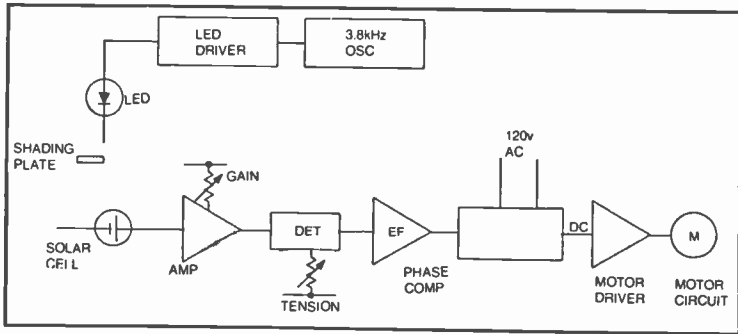 LED
DRIVER
3.8kHz
OSC
LED
SHADING
PLATE
120v
AC
GAIN
DET
EF
DC
M
SOLAR
CELL
AMP
TENSION
PHASE
COMP
MOTOR
DRIVER
MOTOR
CIRCUIT